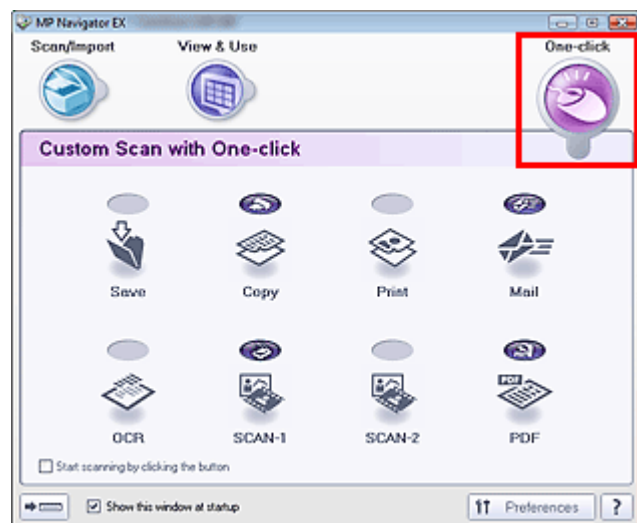 MP Navigator EX
Scan/Import View & Use One-click
Custom Scan with One-click
Save Copy Print Mail
PDF
OCR SCAN-1 SCAN-2 PDF
Start scanning by clicking the button
Show this window at startup Preferences ?